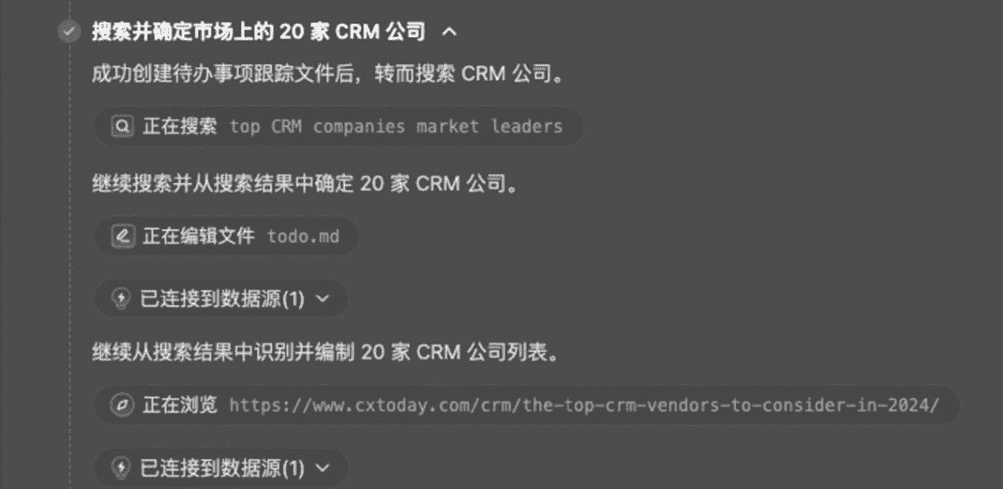 搜索并确定市场上的 20 家 CRM 公司
成功创建待办事项跟踪文件后，转而搜索 CRM 公司。
正在搜索 top CRM companies market leaders
继续搜索并从搜索结果中确定 20 家 CRM 公司。
正在编辑文件 todo.md
已连接到数据源(1)
继续从搜索结果中识别并编制 20 家 CRM 公司列表。
正在浏览 https://www.cxtoday.com/crm/the-top-crm-vendors-to-consider-in-2024/
已连接到数据源(1)